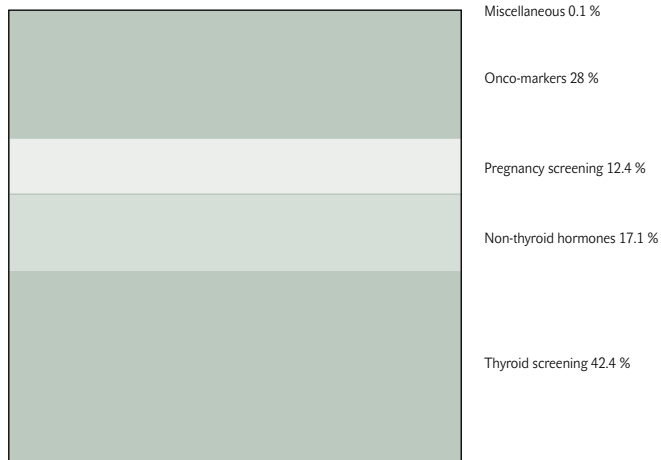 Miscellaneous 0.1 %
Onco-markers 28 %
Pregnancy screening 12.4 %
Non-thyroid hormones 17.1 %
Thyroid screening 42.4 %